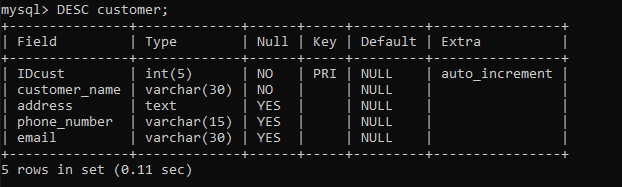 mysql> DESC customer;
+---------------+-------------+------+-----+---------+----------------+
| Field         | Type        | Null | Key | Default | Extra          |
+---------------+-------------+------+-----+---------+----------------+
| IDcust        | int(5)      | NO   | PRI | NULL    | auto_increment |
| customer_name | varchar(30) | NO   |     | NULL    |                |
| address       | text        | YES  |     | NULL    |                |
| phone_number  | varchar(15) | YES  |     | NULL    |                |
| email         | varchar(30) | YES  |     | NULL    |                |
+---------------+-------------+------+-----+---------+----------------+
5 rows in set (0.11 sec)